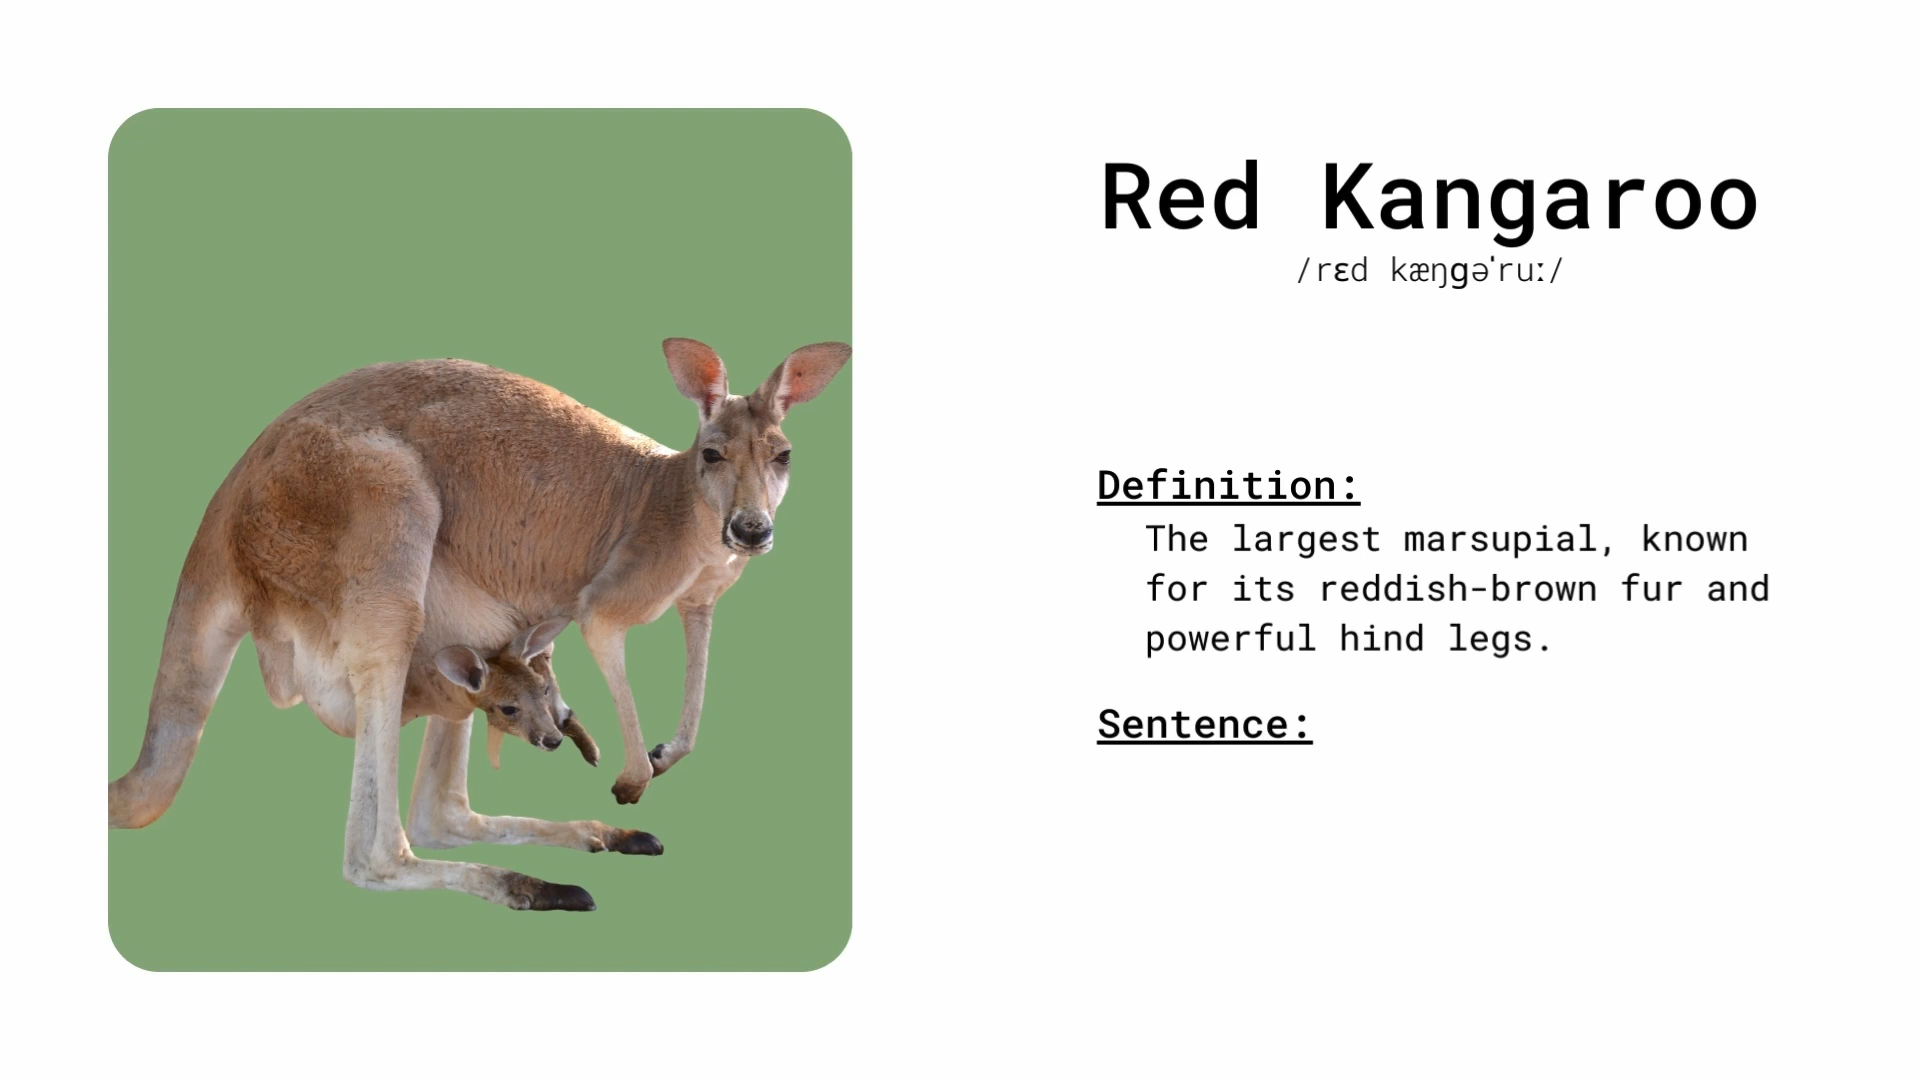 Red Kangaroo
/rɛd kæŋɡəˈruː/
Definition:
The largest marsupial, known
for its reddish-brown fur and
powerful hind legs.
Sentence: